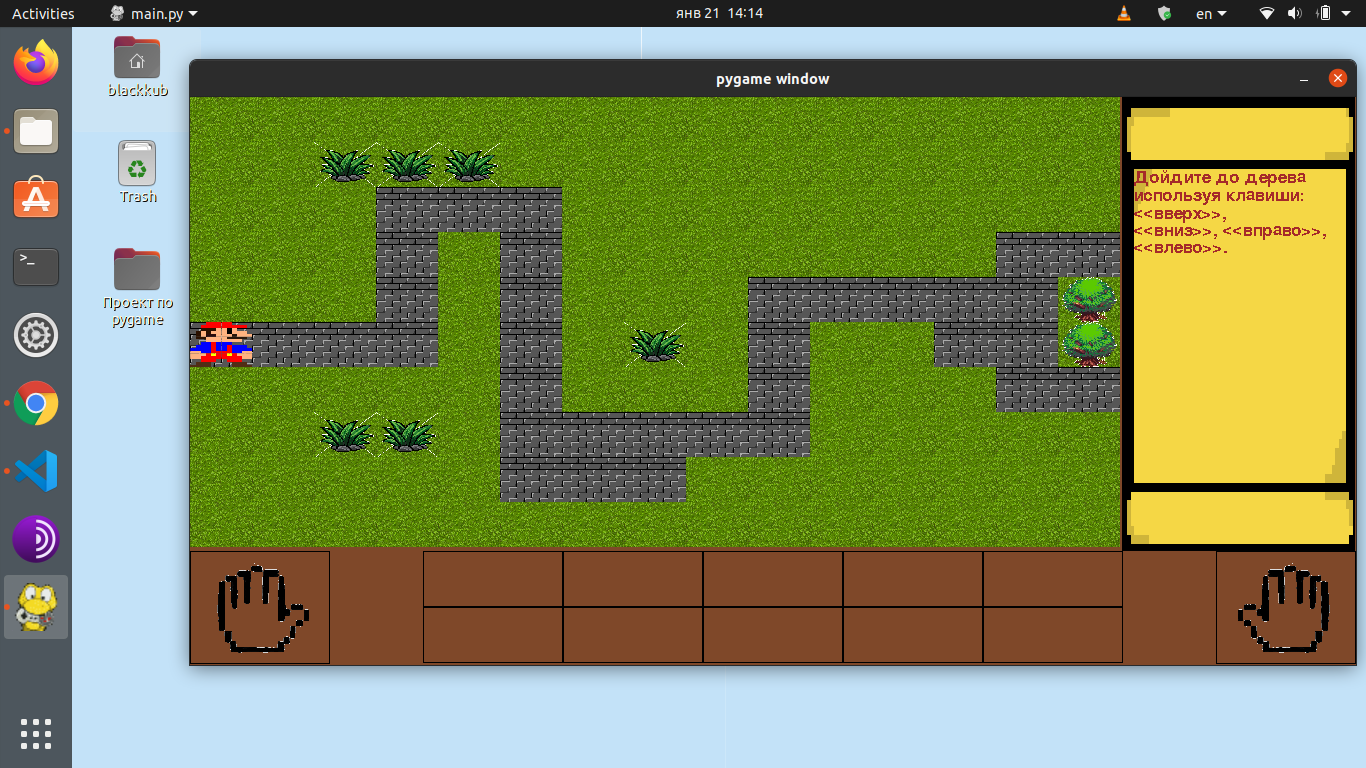 Activities
main.py
янв 21 14:14
en
blackkub
Trash
Проект по
pygame
>_
pygame window
Дойдите до дерева
используя клавиши:
<<вверх>>,
<<вниз>>, <<вправо>>,
<<влево>>.